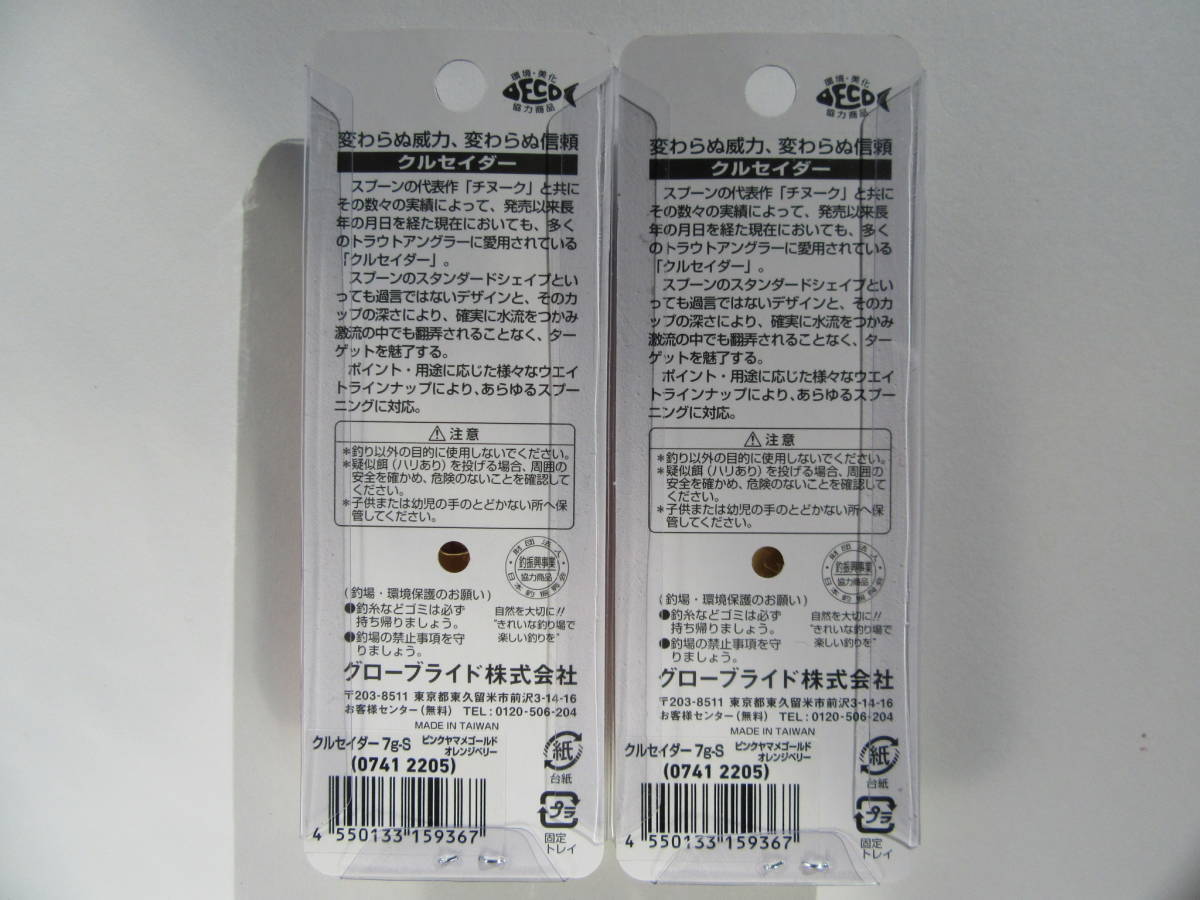 環境・美化
ECO
協力商品
変わらぬ威力、変わらぬ信頼
クルセイダー
スプーンの代表作「チヌーク」と共に
その数々の実績によって、発売以来長
年の月日を経た現在においても、多く
のトラウトアングラーに愛用されている
「クルセイダー」。
スプーンのスタンダードシェイプとい
っても過言ではないデザインと、そのカ
ップの深さにより、確実に水流をつかみ
激流の中でも翻弄されることなく、ター
ゲットを魅了する。
ポイント・用途に応じた様々なウエイ
トラインナップにより、あらゆるスプー
ニングに対応。
⚠注意
*釣り以外の目的に使用しないでください。
*疑似餌(ハリあり)を投げる場合、周囲の
安全を確かめ、危険のないことを確認して
ください。
*子供または幼児の手のとどかない所へ保
管してください。
財団法人
釣振興事業
協力商品
日本釣振興会
(釣場・環境保護のお願い)
●釣糸などゴミは必ず
持ち帰りましょう。
●釣場の禁止事項を守
りましょう。
自然を大切に!!
"きれいな釣り場で
楽しい釣りを"
グローブライド株式会社
〒203-8511 東京都東久留米市前沢3-14-16
お客様センター(無料) TEL:0120-506-204
MADE IN TAIWAN
クルセイダー 7g-S ピンクヤマメゴールド
オレンジベリー
(0741 2205)
4 550133 159367
紙
台紙
プラ
固定
トレイ
環境・美化
ECO
協力商品
変わらぬ威力、変わらぬ信頼
クルセイダー
スプーンの代表作「チヌーク」と共に
その数々の実績によって、発売以来長
年の月日を経た現在においても、多く
のトラウトアングラーに愛用されている
「クルセイダー」。
スプーンのスタンダードシェイプとい
っても過言ではないデザインと、そのカ
ップの深さにより、確実に水流をつかみ
激流の中でも翻弄されることなく、ター
ゲットを魅了する。
ポイント・用途に応じた様々なウエイ
トラインナップにより、あらゆるスプー
ニングに対応。
⚠注意
*釣り以外の目的に使用しないでください。
*疑似餌(ハリあり)を投げる場合、周囲の
安全を確かめ、危険のないことを確認して
ください。
*子供または幼児の手のとどかない所へ保
管してください。
財団法人
釣振興事業
協力商品
日本釣振興会
(釣場・環境保護のお願い)
●釣糸などゴミは必ず
持ち帰りましょう。
●釣場の禁止事項を守
りましょう。
自然を大切に!!
"きれいな釣り場で
楽しい釣りを"
グローブライド株式会社
〒203-8511 東京都東久留米市前沢3-14-16
お客様センター(無料) TEL:0120-506-204
MADE IN TAIWAN
クルセイダー 7g-S ピンクヤマメゴールド
オレンジベリー
(0741 2205)
4 550133 159367
紙
台紙
プラ
固定
トレイ